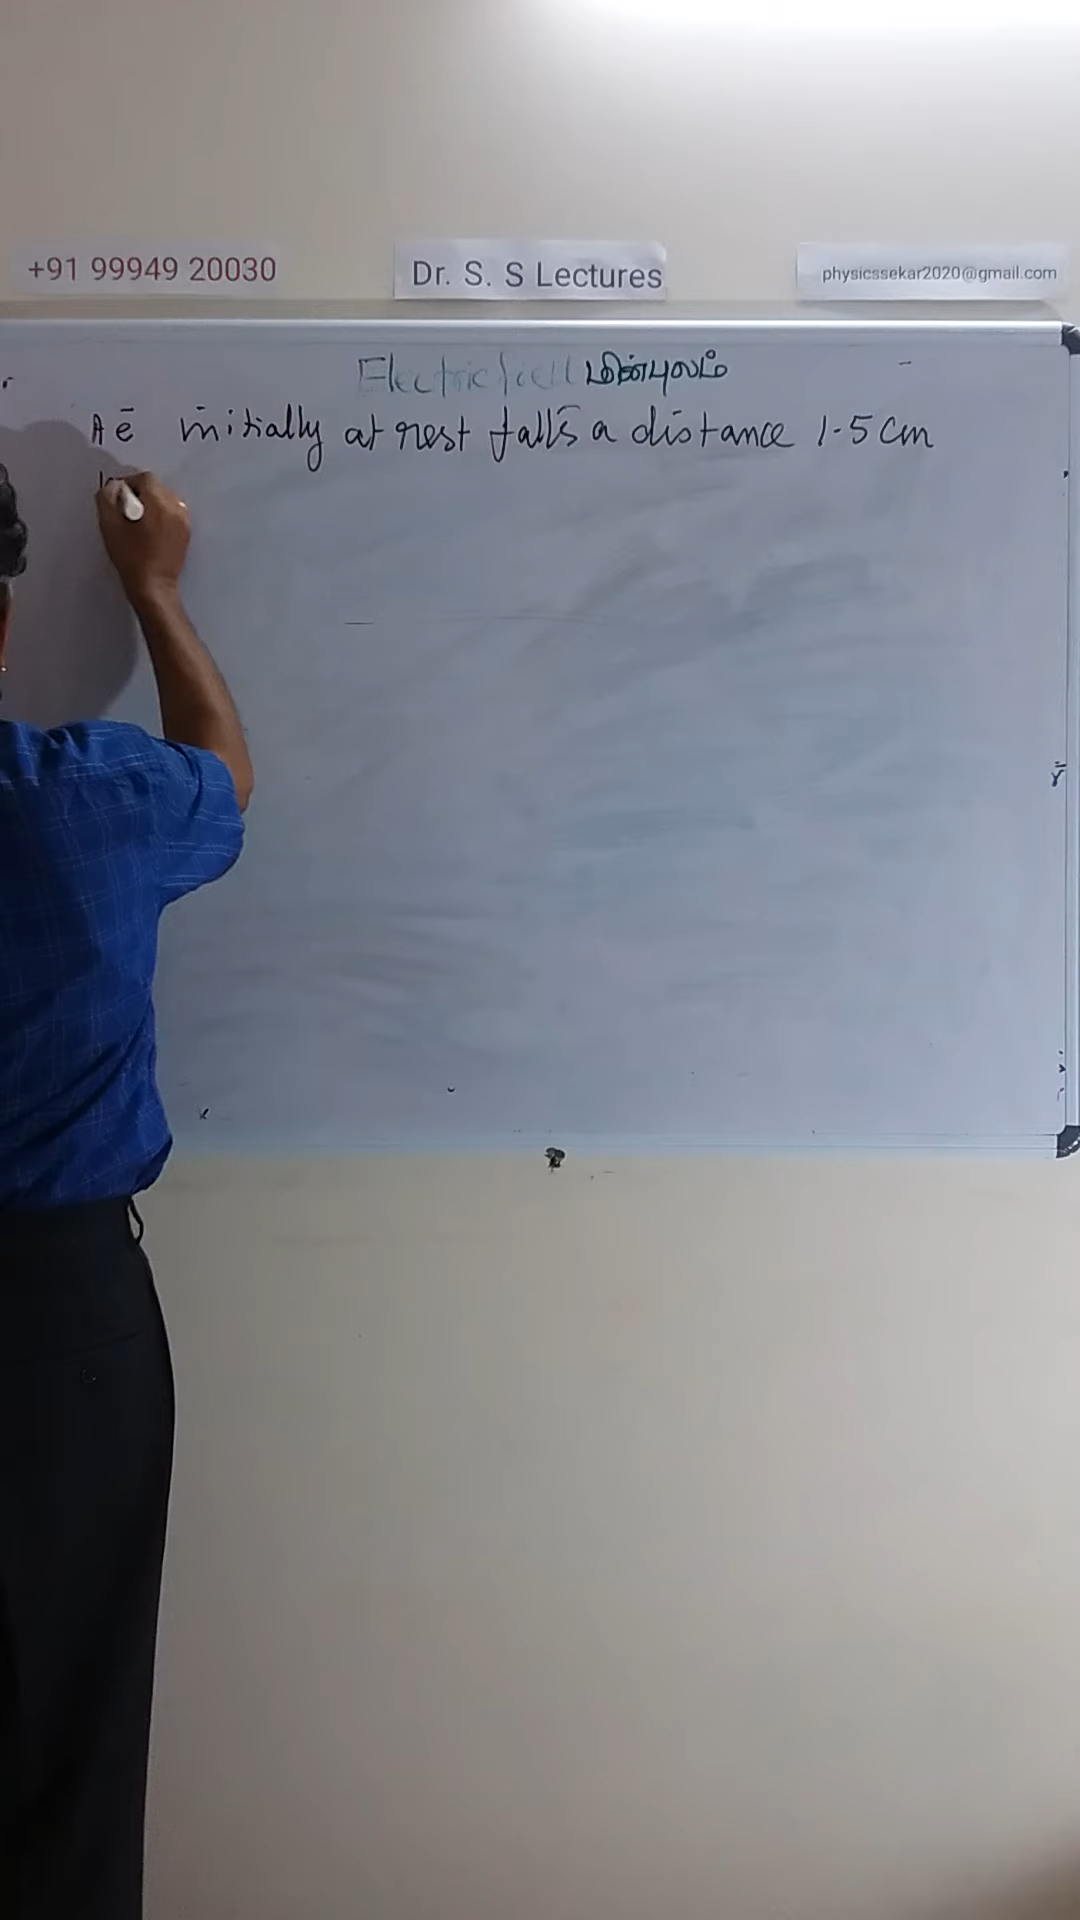 +91 99949 20030
Dr. S. S Lectures
physicssekar2020@gmail.com
Electric field மின்புலம்
A ē initially at rest falls a distance 1.5 cm